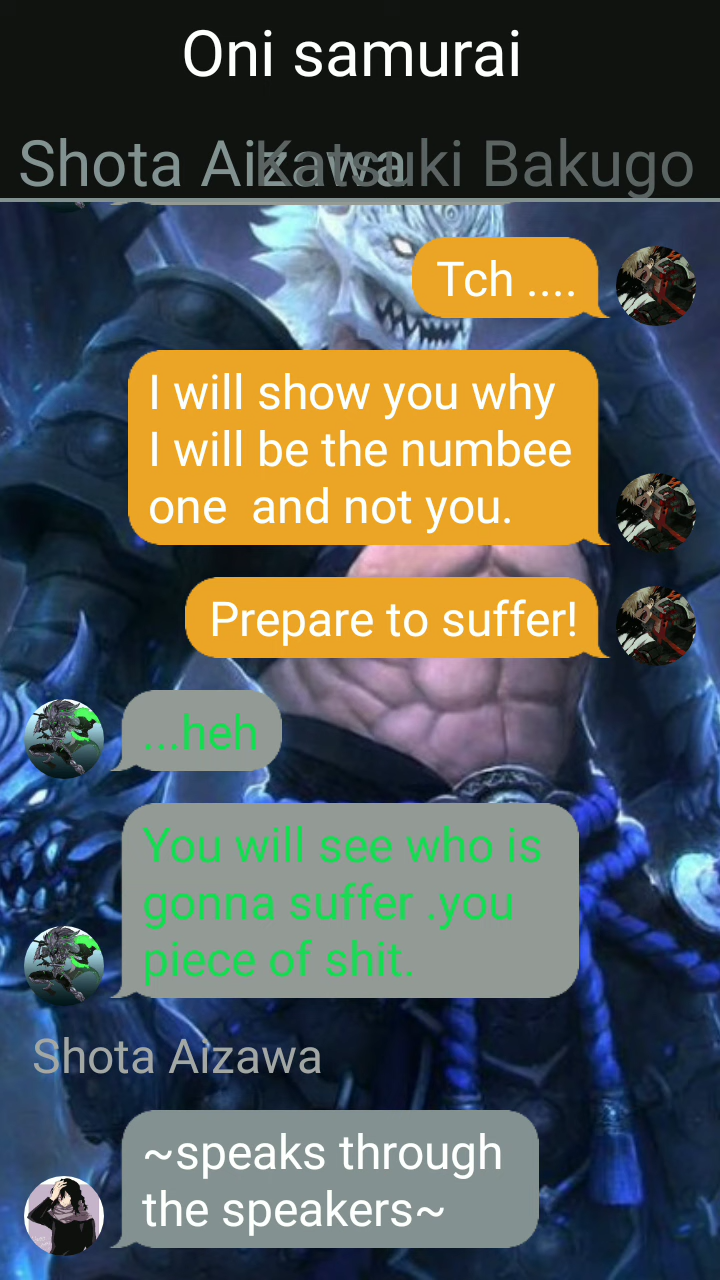 Oni samurai
Shota Aizawa Katsuki Bakugo
Tch ....
I will show you why
I will be the numbee
one  and not you.
Prepare to suffer!
...heh
You will see who is
gonna suffer .you
piece of shit.
Shota Aizawa
~speaks through
the speakers~